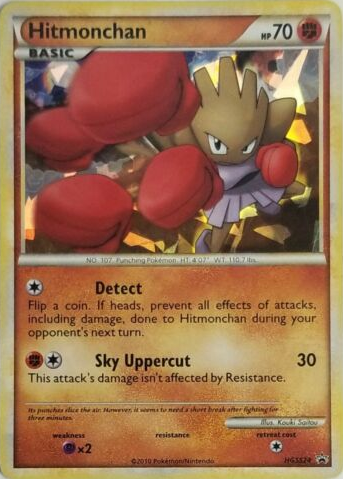 Hitmonchan HP 70
BASIC
NO. 107 Punching Pokémon HT: 4'07" WT: 110.7 lbs.
Detect
Flip a coin. If heads, prevent all effects of attacks,
including damage, done to Hitmonchan during your
opponent's next turn.
Sky Uppercut 30
This attack's damage isn't affected by Resistance.
Its punches slice the air. However, it seems to need a short break after fighting for
three minutes.
Illus. Kouki Saitou
weakness resistance retreat cost
×2
©2010 Pokémon/Nintendo HGSS24